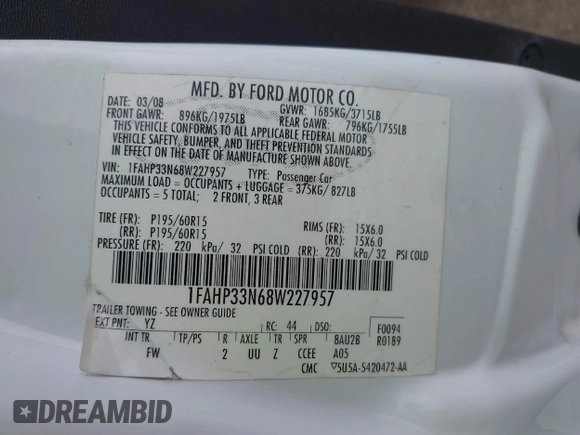 MFD. BY FORD MOTOR CO.
DATE: 03/08 GVWR: 1685KG/3715LB
FRONT GAWR: 896KG/1975LB REAR GAWR: 796KG/1755LB
THIS VEHICLE CONFORMS TO ALL APPLICABLE FEDERAL MOTOR
VEHICLE SAFETY, BUMPER, AND THEFT PREVENTION STANDARDS
IN EFFECT ON THE DATE OF MANUFACTURE SHOWN ABOVE.
VIN: 1FAHP33N68W227957 TYPE: Passenger Car
MAXIMUM LOAD = OCCUPANTS + LUGGAGE = 375KG/ 827LB
OCCUPANTS = 5 TOTAL; 2 FRONT, 3 REAR
TIRE (FR): P195/60R15 RIMS (FR): 15X6.0
(RR): P195/60R15 (RR): 15X6.0
PRESSURE (FR): 220 kPa/ 32 PSI COLD (RR): 220 kPa/ 32 PSI COLD
1FAHP33N68W227957
TRAILER TOWING - SEE OWNER GUIDE
EXT PNT: YZ RC: 44 DSO: F0094
INT TR TP/PS R AXLE TR SPR 8AU2B R0189
FW 2 UU Z CCEE A05
CMC ▽5U5A-5420472-AA
DREAMBID